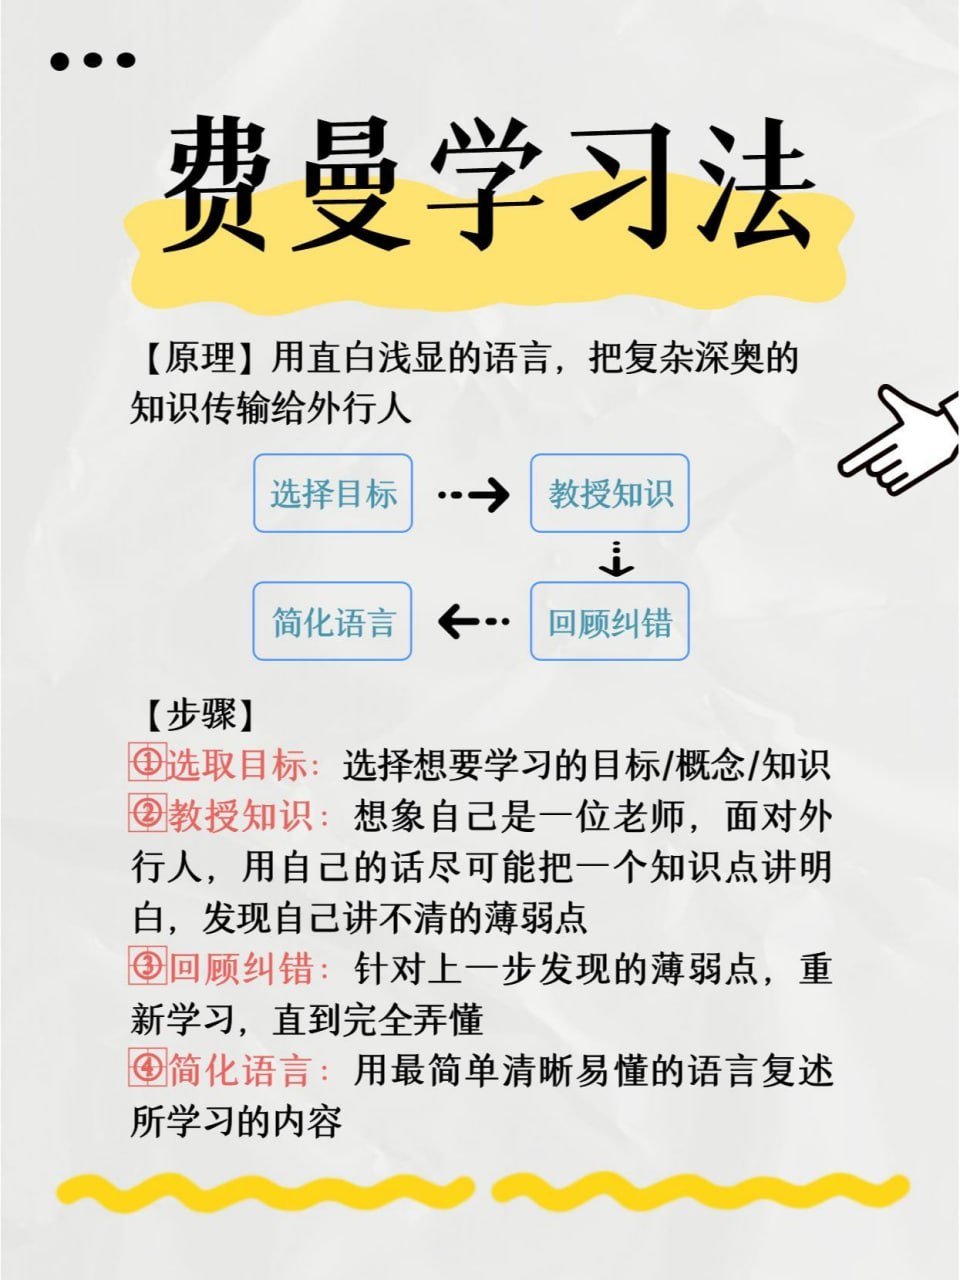 费曼学习法
【原理】用直白浅显的语言，把复杂深奥的
知识传输给外行人
选择目标
教授知识
回顾纠错
简化语言
【步骤】
①选取目标：选择想要学习的目标/概念/知识
②教授知识：想象自己是一位老师，面对外
行人，用自己的话尽可能把一个知识点讲明
白，发现自己讲不清的薄弱点
③回顾纠错：针对上一步发现的薄弱点，重
新学习，直到完全弄懂
④简化语言：用最简单清晰易懂的语言复述
所学习的内容